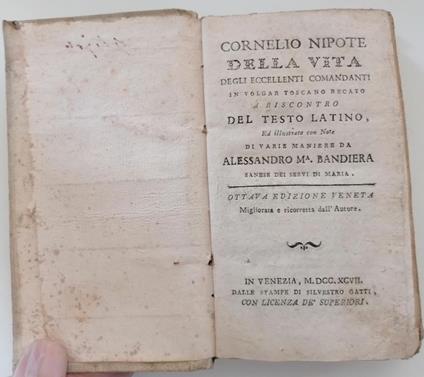 CORNELIO NIPOTE
DELLA VITA
DEGLI ECCELLENTI COMANDANTI
IN VOLGAR TOSCANO RECATO
A RISCONTRO
DEL TESTO LATINO,
Ed illustrato con Note
DI VARIE MANIERE DA
ALESSANDRO Mᴬ. BANDIERA
SANESE DEI SERVI DI MARIA.
OTTAVA EDIZIONE VENETA
Migliorata e ricorretta dall'Autore.
IN VENEZIA, M.DCC.XCVII.
DALLE STAMPE DI SILVESTRO GATTI,
CON LICENZA DE' SUPERIORI.